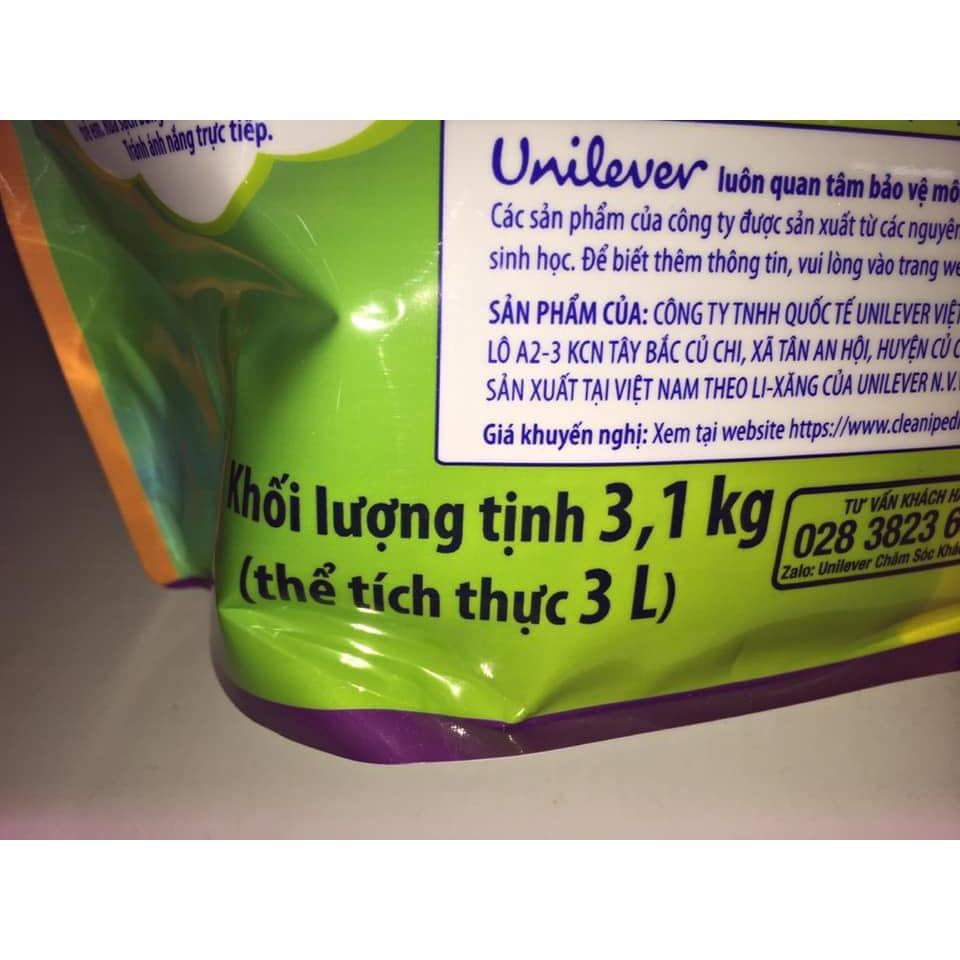 Tránh ánh nắng trực tiếp.
Unilever luôn quan tâm bảo vệ mô
Các sản phẩm của công ty được sản xuất từ các nguyên
sinh học. Để biết thêm thông tin, vui lòng vào trang we
SẢN PHẨM CỦA: CÔNG TY TNHH QUỐC TẾ UNILEVER VIỆT
LÔ A2-3 KCN TÂY BẮC CỦ CHI, XÃ TÂN AN HỘI, HUYỆN CỦ C
SẢN XUẤT TẠI VIỆT NAM THEO LI-XĂNG CỦA UNILEVER N.V.
Giá khuyến nghị: Xem tại website https://www.cleanipedi
Khối lượng tịnh 3,1 kg
(thể tích thực 3 L)
TƯ VẤN KHÁCH HÀ
028 3823 6
Zalo: Unilever Chăm Sóc Khá